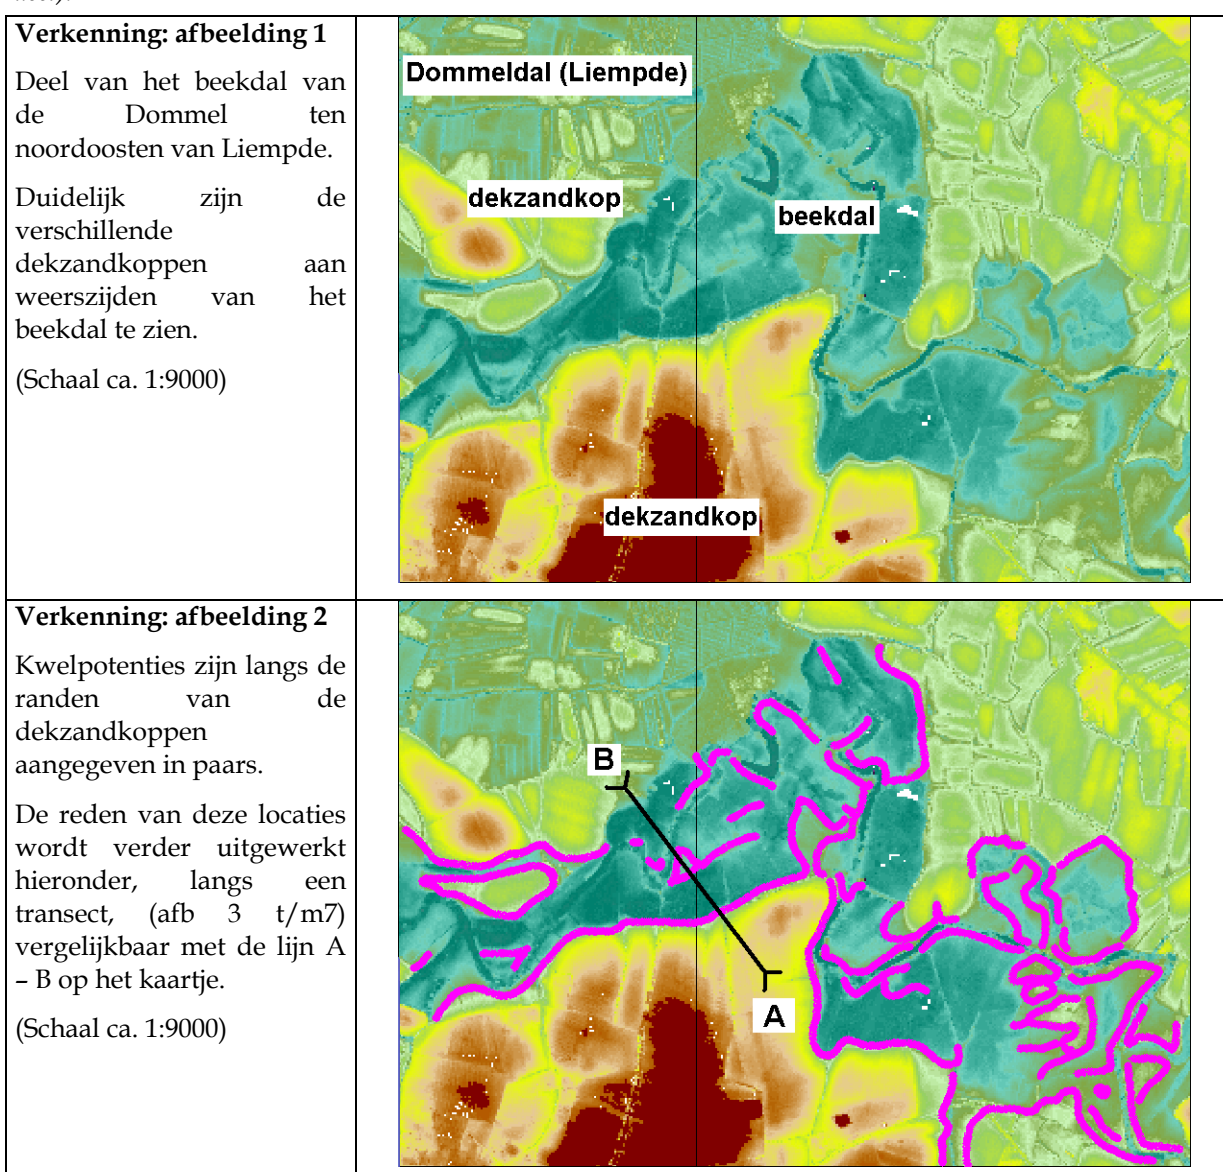 Verkenning: afbeelding 1
Deel van het beekdal van
de Dommel ten
noordoosten van Liempde.
Duidelijk zijn de
verschillende
dekzandkoppen aan
weerszijden van het
beekdal te zien.
(Schaal ca. 1:9000)
Dommeldal (Liempde)
dekzandkop
beekdal
dekzandkop
Verkenning: afbeelding 2
Kwelpotenties zijn langs de
randen van de
dekzandkoppen
aangegeven in paars.
De reden van deze locaties
wordt verder uitgewerkt
hieronder, langs een
transect, (afb 3 t/m7)
vergelijkbaar met de lijn A
– B op het kaartje.
(Schaal ca. 1:9000)
B
A